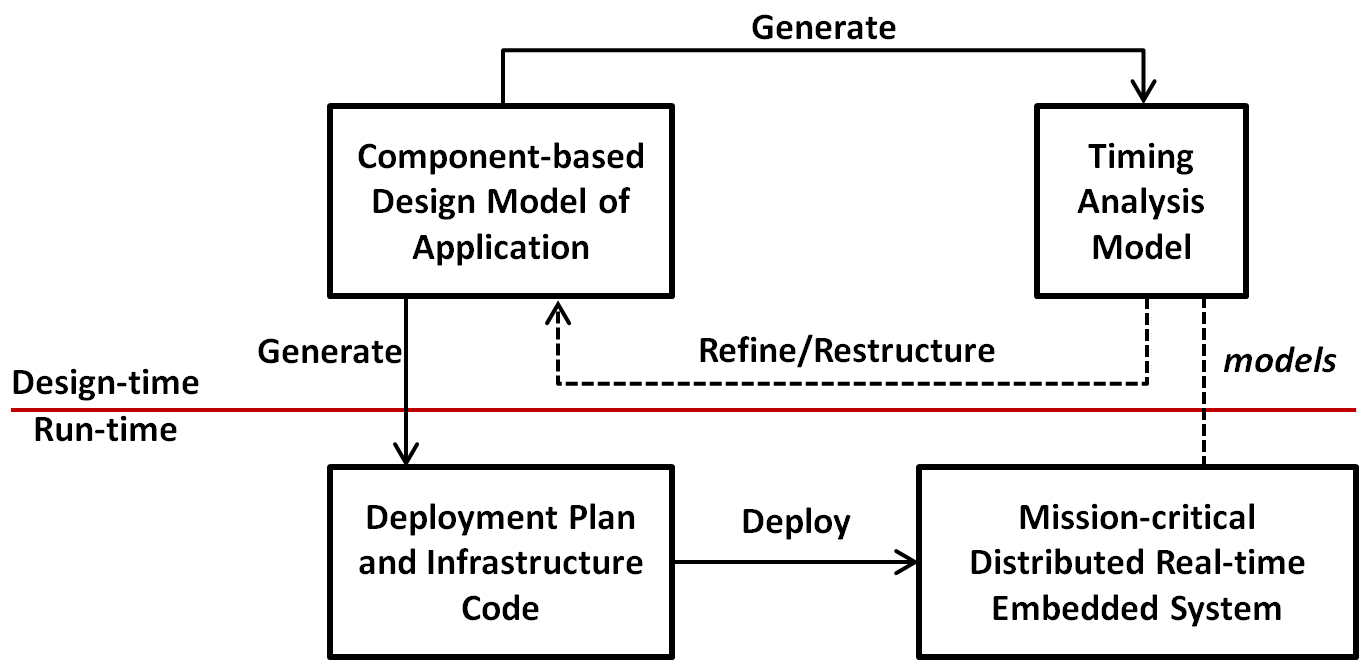 Generate
Component-based
Design Model of
Application
Timing
Analysis
Model
Generate
Refine/Restructure
models
Design-time
Run-time
Deployment Plan
and Infrastructure
Code
Deploy
Mission-critical
Distributed Real-time
Embedded System